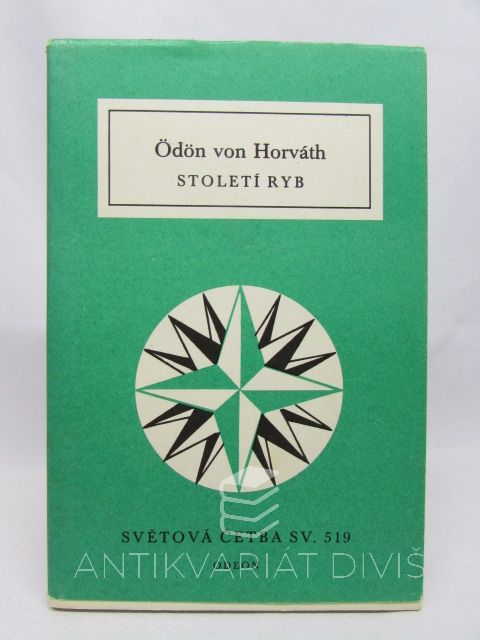 Ödön von Horváth
STOLETÍ RYB
SVĚTOVÁ ČETBA SV. 519
ODEON
ANTIKVARIÁT DIVIŠ